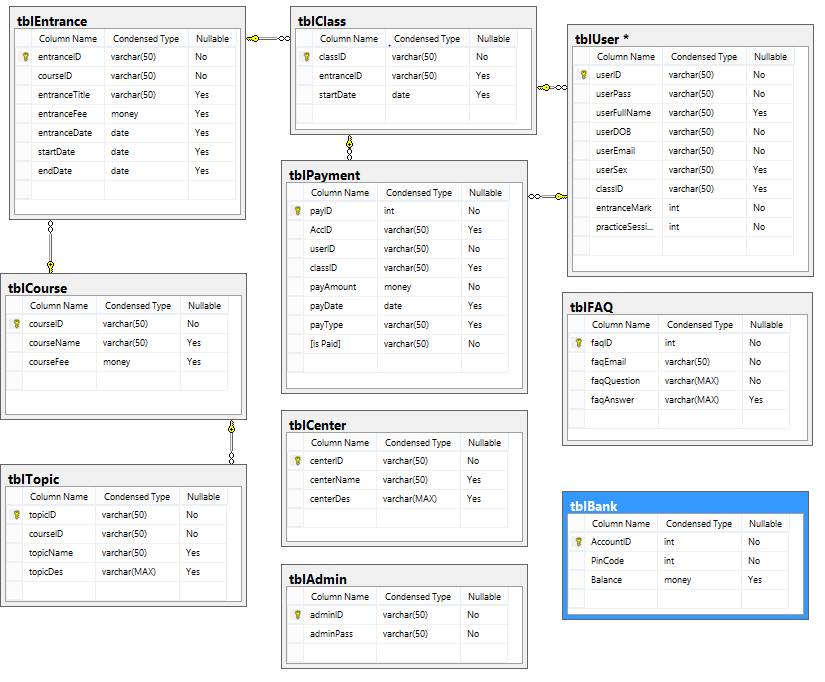 tblEntrance
Column Name Condensed Type Nullable
entranceID varchar(50) No
courseID varchar(50) No
entranceTitle varchar(50) Yes
entranceFee money Yes
entranceDate date Yes
startDate date Yes
endDate date Yes
tblClass
Column Name Condensed Type Nullable
classID varchar(50) No
entranceID varchar(50) Yes
startDate date Yes
tblUser *
Column Name Condensed Type Nullable
userID varchar(50) No
userPass varchar(50) No
userFullName varchar(50) Yes
userDOB varchar(50) No
userEmail varchar(50) No
userSex varchar(50) Yes
classID varchar(50) Yes
entranceMark int No
practiceSessi... int No
tblPayment
Column Name Condensed Type Nullable
payID int No
AccID varchar(50) Yes
userID varchar(50) No
classID varchar(50) Yes
payAmount money No
payDate date Yes
payType varchar(50) Yes
[is Paid] varchar(50) No
tblCourse
Column Name Condensed Type Nullable
courseID varchar(50) No
courseName varchar(50) Yes
courseFee money Yes
tblFAQ
Column Name Condensed Type Nullable
faqID int No
faqEmail varchar(50) No
faqQuestion varchar(MAX) No
faqAnswer varchar(MAX) Yes
tblCenter
Column Name Condensed Type Nullable
centerID varchar(50) No
centerName varchar(50) Yes
centerDes varchar(MAX) Yes
tblTopic
Column Name Condensed Type Nullable
topicID varchar(50) No
courseID varchar(50) No
topicName varchar(50) Yes
topicDes varchar(MAX) Yes
tblBank
Column Name Condensed Type Nullable
AccountID int No
PinCode int No
Balance money Yes
tblAdmin
Column Name Condensed Type Nullable
adminID varchar(50) No
adminPass varchar(50) No